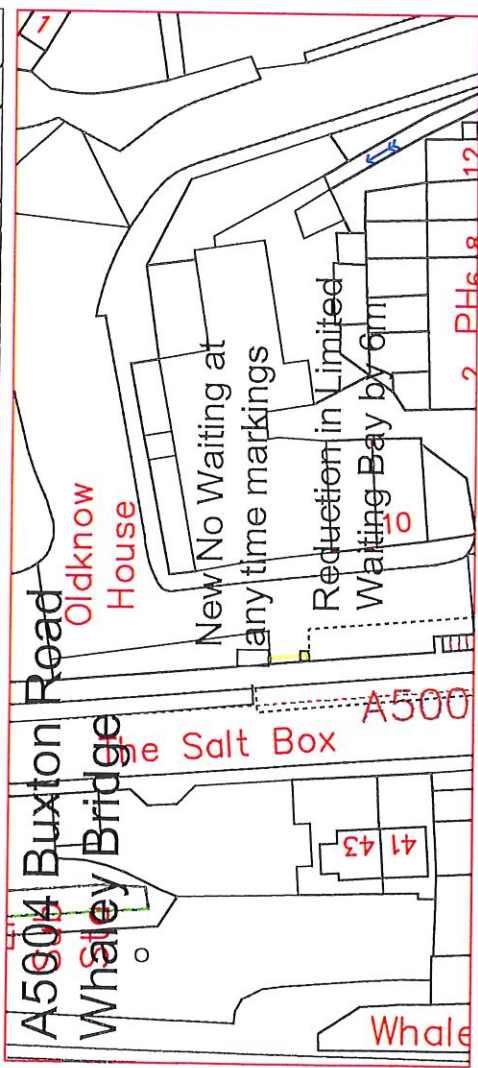 A5004 Buxton Road
Whaley Bridge
New No Waiting at
any time markings
Reduction in Limited
Waiting Bay by 6m
Oldknow
House
The Salt Box
A500
1
10
43
41
2
PH
6
8
12
Whale